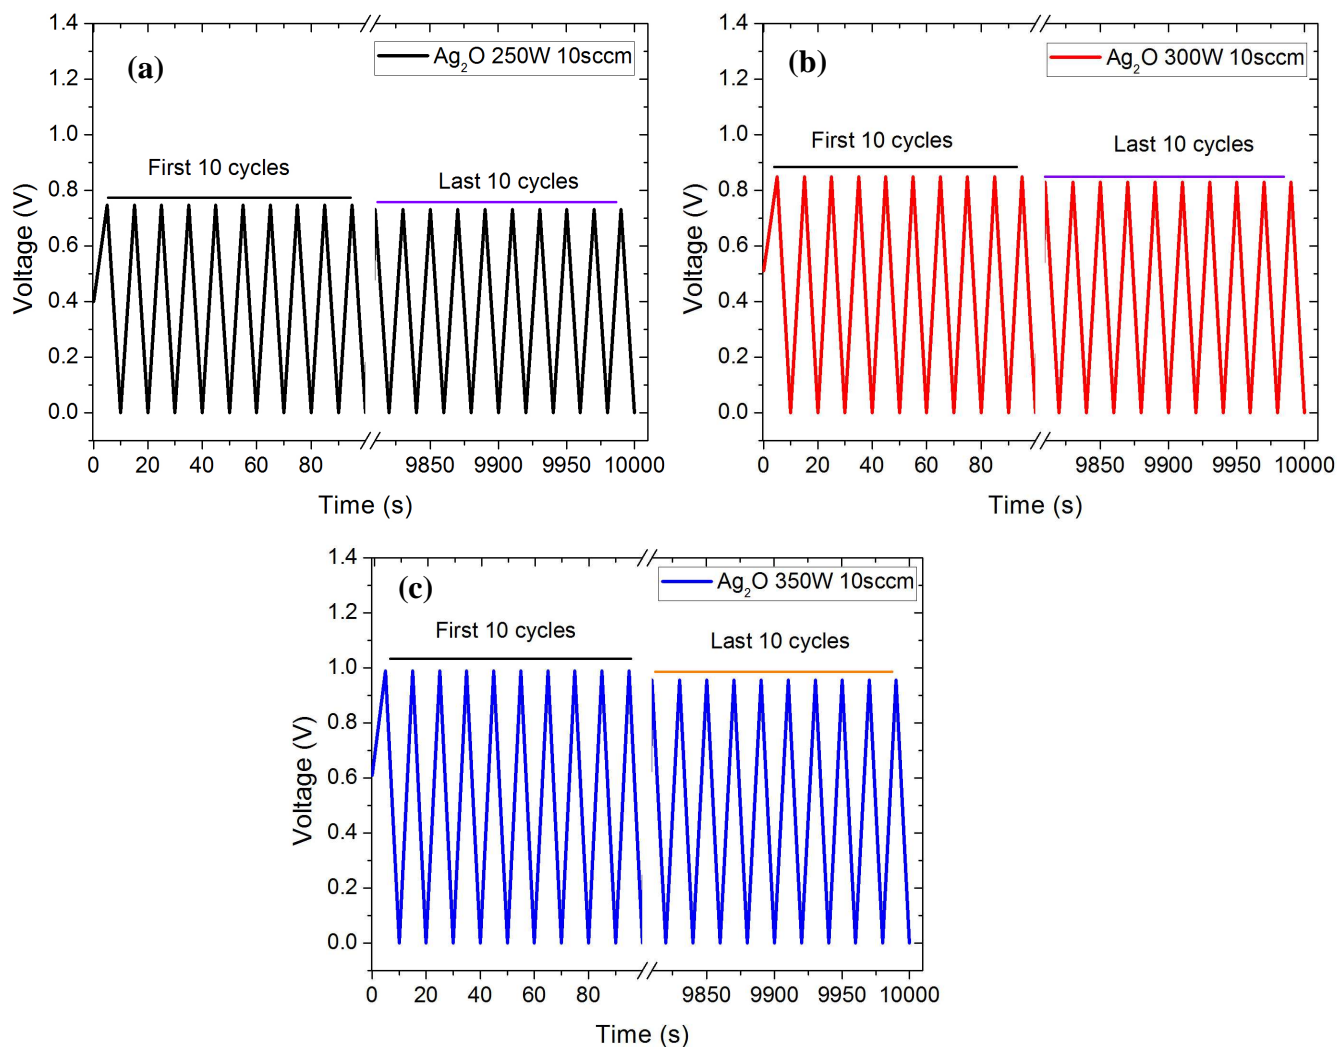 (a)
Ag₂O 250W 10sccm
First 10 cycles
Last 10 cycles
Voltage (V)
1.4
1.2
1.0
0.8
0.6
0.4
0.2
0.0
0 20 40 60 80 9850 9900 9950 10000
Time (s)
(b)
Ag₂O 300W 10sccm
First 10 cycles
Last 10 cycles
Voltage (V)
1.4
1.2
1.0
0.8
0.6
0.4
0.2
0.0
0 20 40 60 80 9850 9900 9950 10000
Time (s)
(c)
Ag₂O 350W 10sccm
First 10 cycles
Last 10 cycles
Voltage (V)
1.4
1.2
1.0
0.8
0.6
0.4
0.2
0.0
0 20 40 60 80 9850 9900 9950 10000
Time (s)